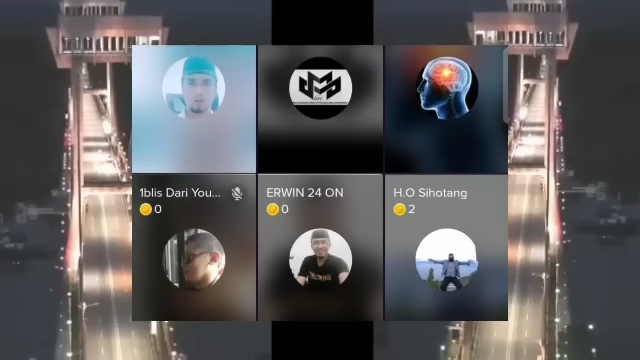 1blis Dari You...
0
ERWIN 24 ON
0
H.O Sihotang
2